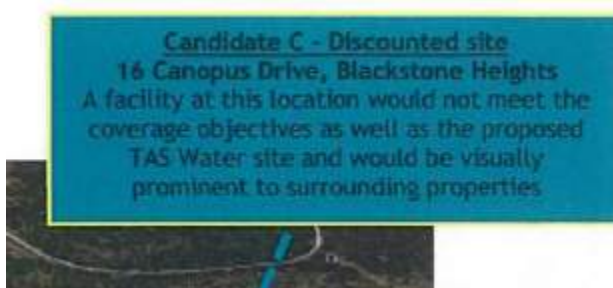 Candidate C - Discounted site
16 Canopus Drive, Blackstone Heights
A facility at this location would not meet the
coverage objectives as well as the proposed
TAS Water site and would be visually
prominent to surrounding properties